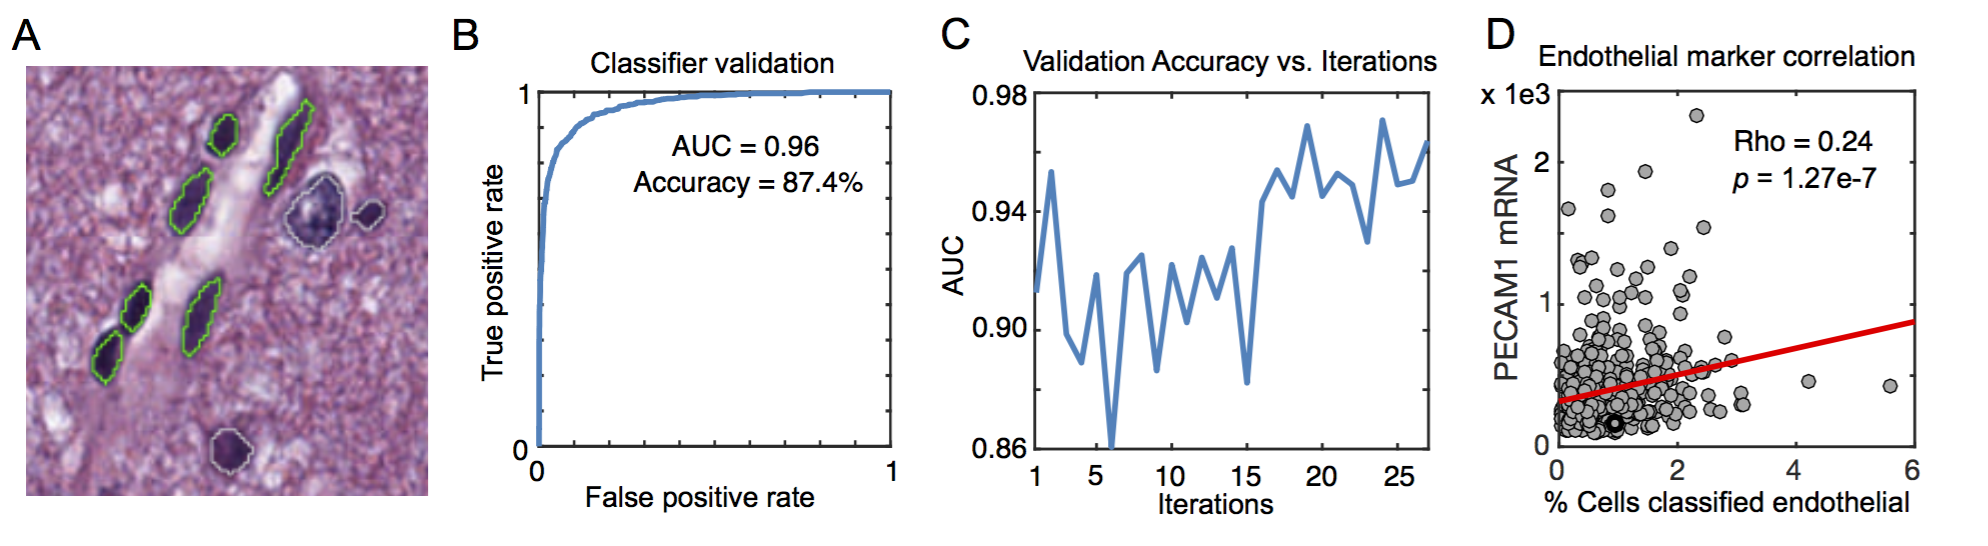 A
B
Classifier validation
1
AUC = 0.96
Accuracy = 87.4%
True positive rate
0
0
1
False positive rate
C
Validation Accuracy vs. Iterations
0.98
0.94
AUC
0.90
0.86
1 5 10 15 20 25
Iterations
D
Endothelial marker correlation
x 1e3
Rho = 0.24
p = 1.27e-7
2
PECAM1 mRNA
1
0
0 2 4 6
% Cells classified endothelial